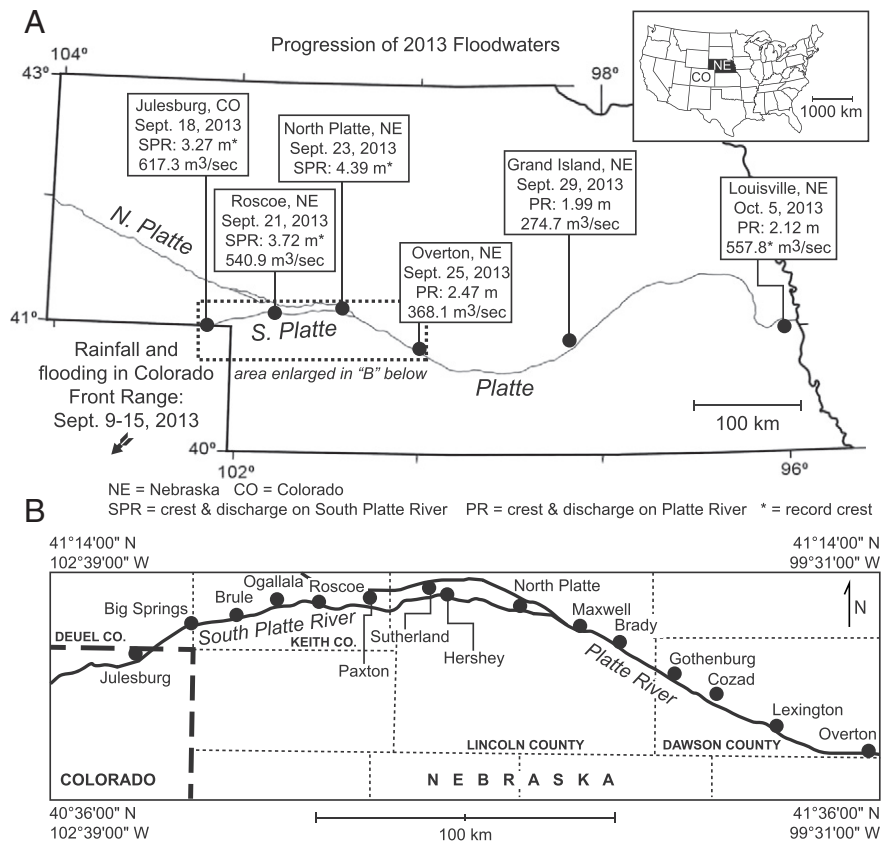 A
Progression of 2013 Floodwaters
104º
43º
98º
NE
CO
1000 km
Julesburg, CO
Sept. 18, 2013
SPR: 3.27 m*
617.3 m3/sec
North Platte, NE
Sept. 23, 2013
SPR: 4.39 m*
Roscoe, NE
Sept. 21, 2013
SPR: 3.72 m*
540.9 m3/sec
Grand Island, NE
Sept. 29, 2013
PR: 1.99 m
274.7 m3/sec
Louisville, NE
Oct. 5, 2013
PR: 2.12 m
557.8* m3/sec
Overton, NE
Sept. 25, 2013
PR: 2.47 m
368.1 m3/sec
N. Platte
41º
S. Platte
area enlarged in “B” below
Platte
Rainfall and
flooding in Colorado
Front Range:
Sept. 9-15, 2013
100 km
40º
102º
96º
NE = Nebraska CO = Colorado
SPR = crest & discharge on South Platte River PR = crest & discharge on Platte River * = record crest
B
41°14'00" N
102°39'00" W
41°14'00" N
99°31'00" W
Big Springs
Brule
Ogallala
Roscoe
North Platte
Maxwell
Brady
N
DEUEL CO.
South Platte River
KEITH CO.
Sutherland
Hershey
Paxton
Julesburg
Platte River
Gothenburg
Cozad
Lexington
Overton
LINCOLN COUNTY
DAWSON COUNTY
COLORADO
NEBRASKA
40°36'00" N
102°39'00" W
41°36'00" N
99°31'00" W
100 km